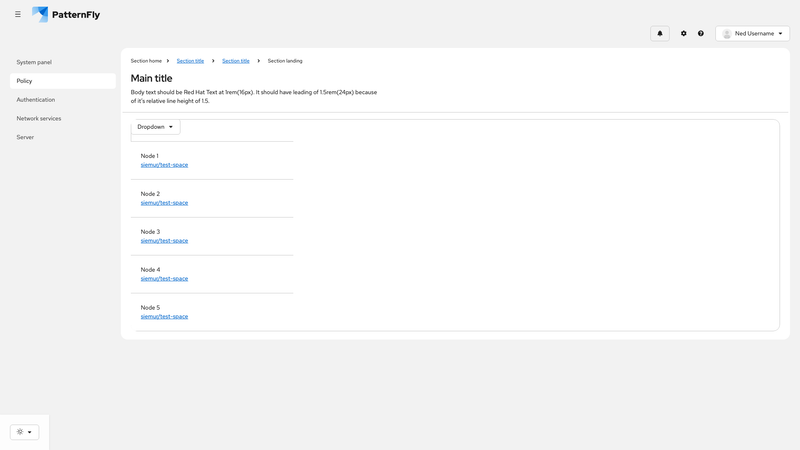 PatternFly
Ned Username
System panel
Policy
Authentication
Network services
Server
Section home Section title Section title Section landing
Main title
Body text should be Red Hat Text at 1rem(16px). It should have leading of 1.5rem(24px) because
of it's relative line height of 1.5.
Dropdown
Node 1
siemur/test-space
Node 2
siemur/test-space
Node 3
siemur/test-space
Node 4
siemur/test-space
Node 5
siemur/test-space